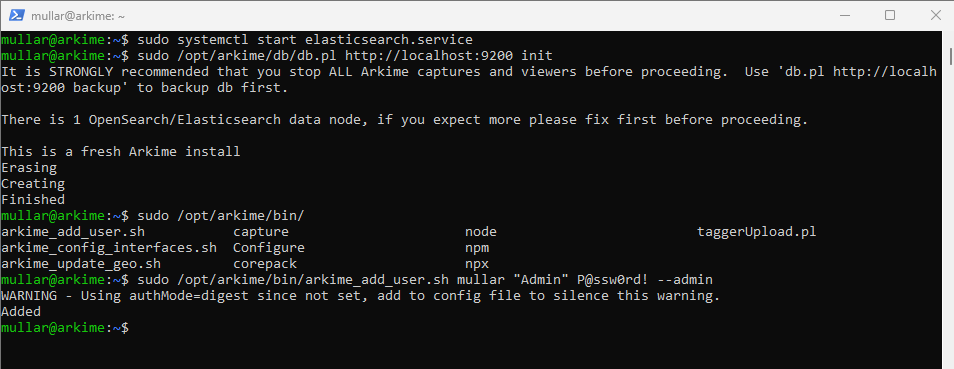 mullar@arkime: ~
mullar@arkime:~$ sudo systemctl start elasticsearch.service
mullar@arkime:~$ sudo /opt/arkime/db/db.pl http://localhost:9200 init
It is STRONGLY recommended that you stop ALL Arkime captures and viewers before proceeding.  Use 'db.pl http://localh
ost:9200 backup' to backup db first.

There is 1 OpenSearch/Elasticsearch data node, if you expect more please fix first before proceeding.

This is a fresh Arkime install
Erasing
Creating
Finished
mullar@arkime:~$ sudo /opt/arkime/bin/
arkime_add_user.sh           capture                      node                         taggerUpload.pl
arkime_config_interfaces.sh  Configure                    npm
arkime_update_geo.sh         corepack                     npx
mullar@arkime:~$ sudo /opt/arkime/bin/arkime_add_user.sh mullar "Admin" P@ssw0rd! --admin
WARNING - Using authMode=digest since not set, add to config file to silence this warning.
Added
mullar@arkime:~$